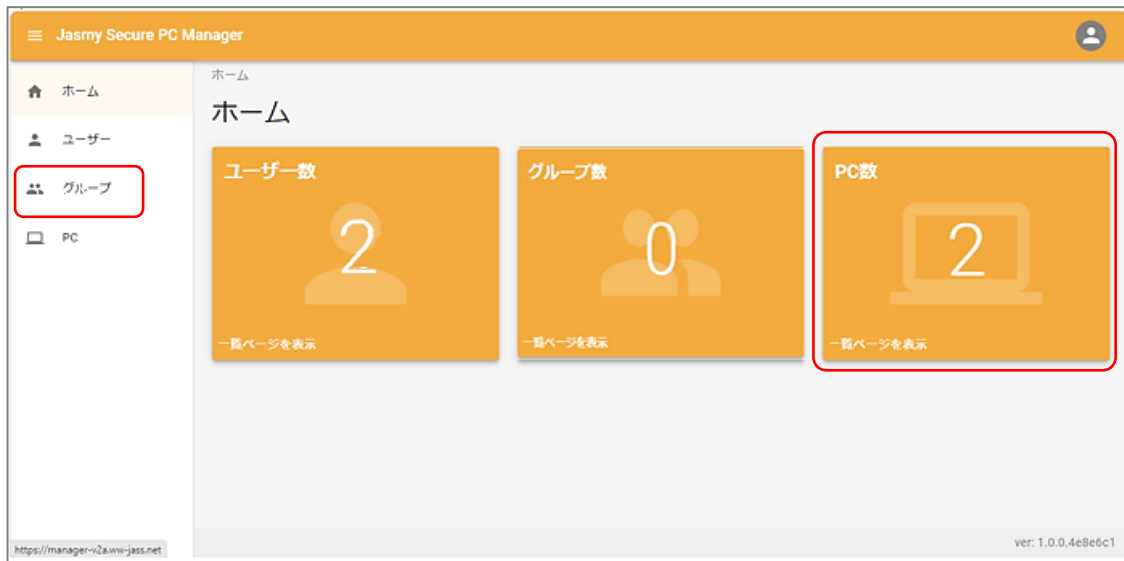 Jasmy Secure PC Manager
ホーム
ユーザー
グループ
PC
ホーム
ホーム
ユーザー数
2
一覧ページを表示
グループ数
0
一覧ページを表示
PC数
2
一覧ページを表示
https://manager-v2a.ww-jass.net
ver: 1.0.0.4e8e6c1